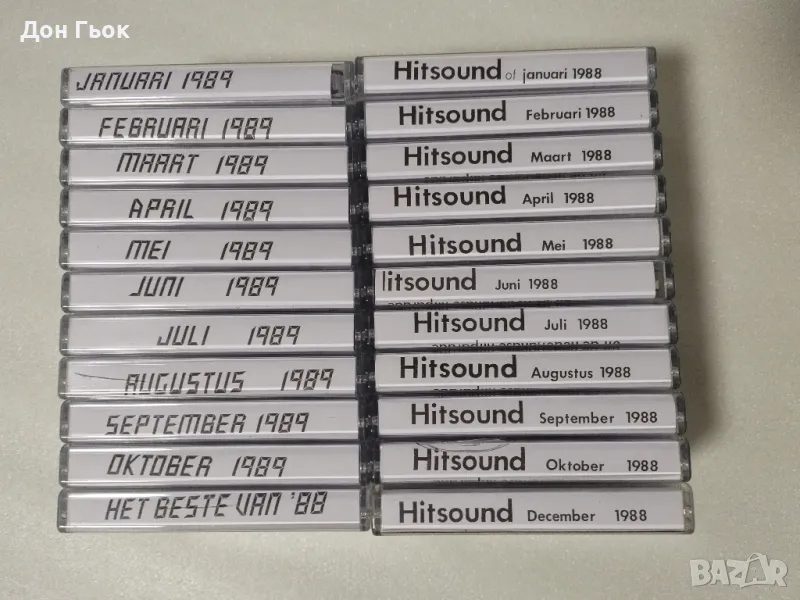 Дон Гьок
JANUARI 1989
FEBRUARI 1989
MAART 1989
APRIL 1989
MEI 1989
JUNI 1989
JULI 1989
AUGUSTUS 1989
SEPTEMBER 1989
OKTOBER 1989
HET BESTE VAN '88
Hitsound of januari 1988
Hitsound Februari 1988
Hitsound Maart 1988
Hitsound April 1988
Hitsound Mei 1988
litsound Juni 1988
Hitsound Juli 1988
Hitsound Augustus 1988
Hitsound September 1988
Hitsound Oktober 1988
Hitsound December 1988
BAZAR